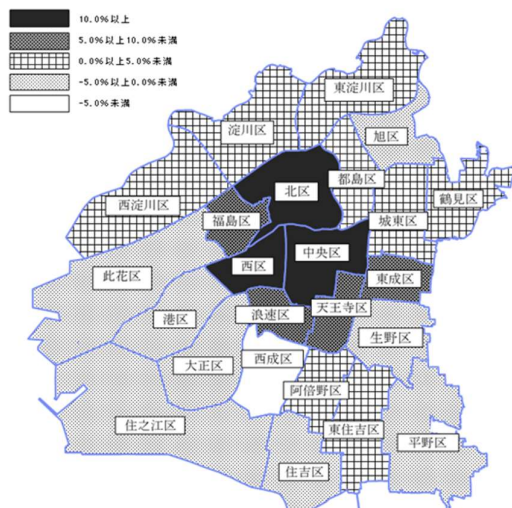 10.0%以上
5.0%以上10.0%未満
0.0%以上5.0%未満
-5.0%以上0.0%未満
-5.0%未満
東淀川区
淀川区
旭区
都島区
北区
鶴見区
西淀川区
福島区
城東区
中央区
西区
此花区
東成区
天王寺区
浪速区
港区
生野区
西成区
大正区
阿倍野区
住之江区
東住吉区
平野区
住吉区